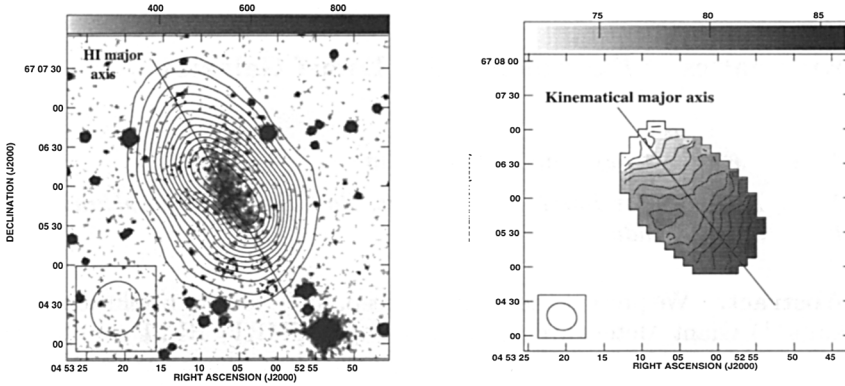 400 600 800
HI major
axis
67 07 30
00
06 30
00
05 30
00
04 30
00
DECLINATION (J2000)
04 53 25 20 15 10 05 00 52 55 50
RIGHT ASCENSION (J2000)
75 80 85
67 08 00
07 30
Kinematical major axis
00
06 30
00
05 30
00
04 30
00
04 53 25 20 15 10 05 00 52 55 50 45
RIGHT ASCENSION (J2000)